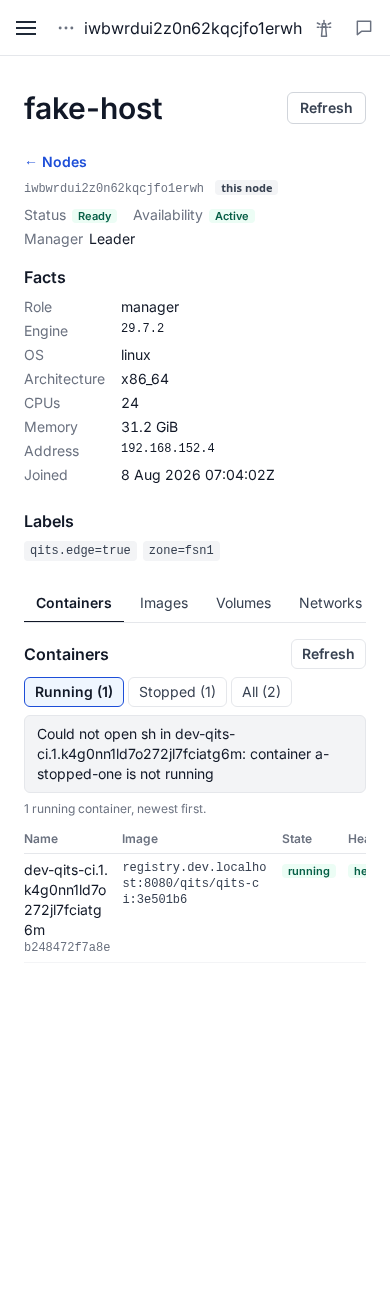 iwbwrdui2z0n62kqcjfo1erwh
fake-host
Refresh
← Nodes
iwbwrdui2z0n62kqcjfo1erwh this node
Status Ready Availability Active
Manager Leader
Facts
Role manager
Engine 29.7.2
OS linux
Architecture x86_64
CPUs 24
Memory 31.2 GiB
Address 192.168.152.4
Joined 8 Aug 2026 07:04:02Z
Labels
qits.edge=true zone=fsn1
Containers Images Volumes Networks
Containers
Refresh
Running (1) Stopped (1) All (2)
Could not open sh in dev-qits-
ci.1.k4g0nn1ld7o272jl7fciatg6m: container a-
stopped-one is not running
1 running container, newest first.
Name Image State Hea
dev-qits-ci.1.
k4g0nn1ld7o
272jl7fciatg
6m
b248472f7a8e
registry.dev.localho
st:8080/qits/qits-c
i:3e501b6
running
he